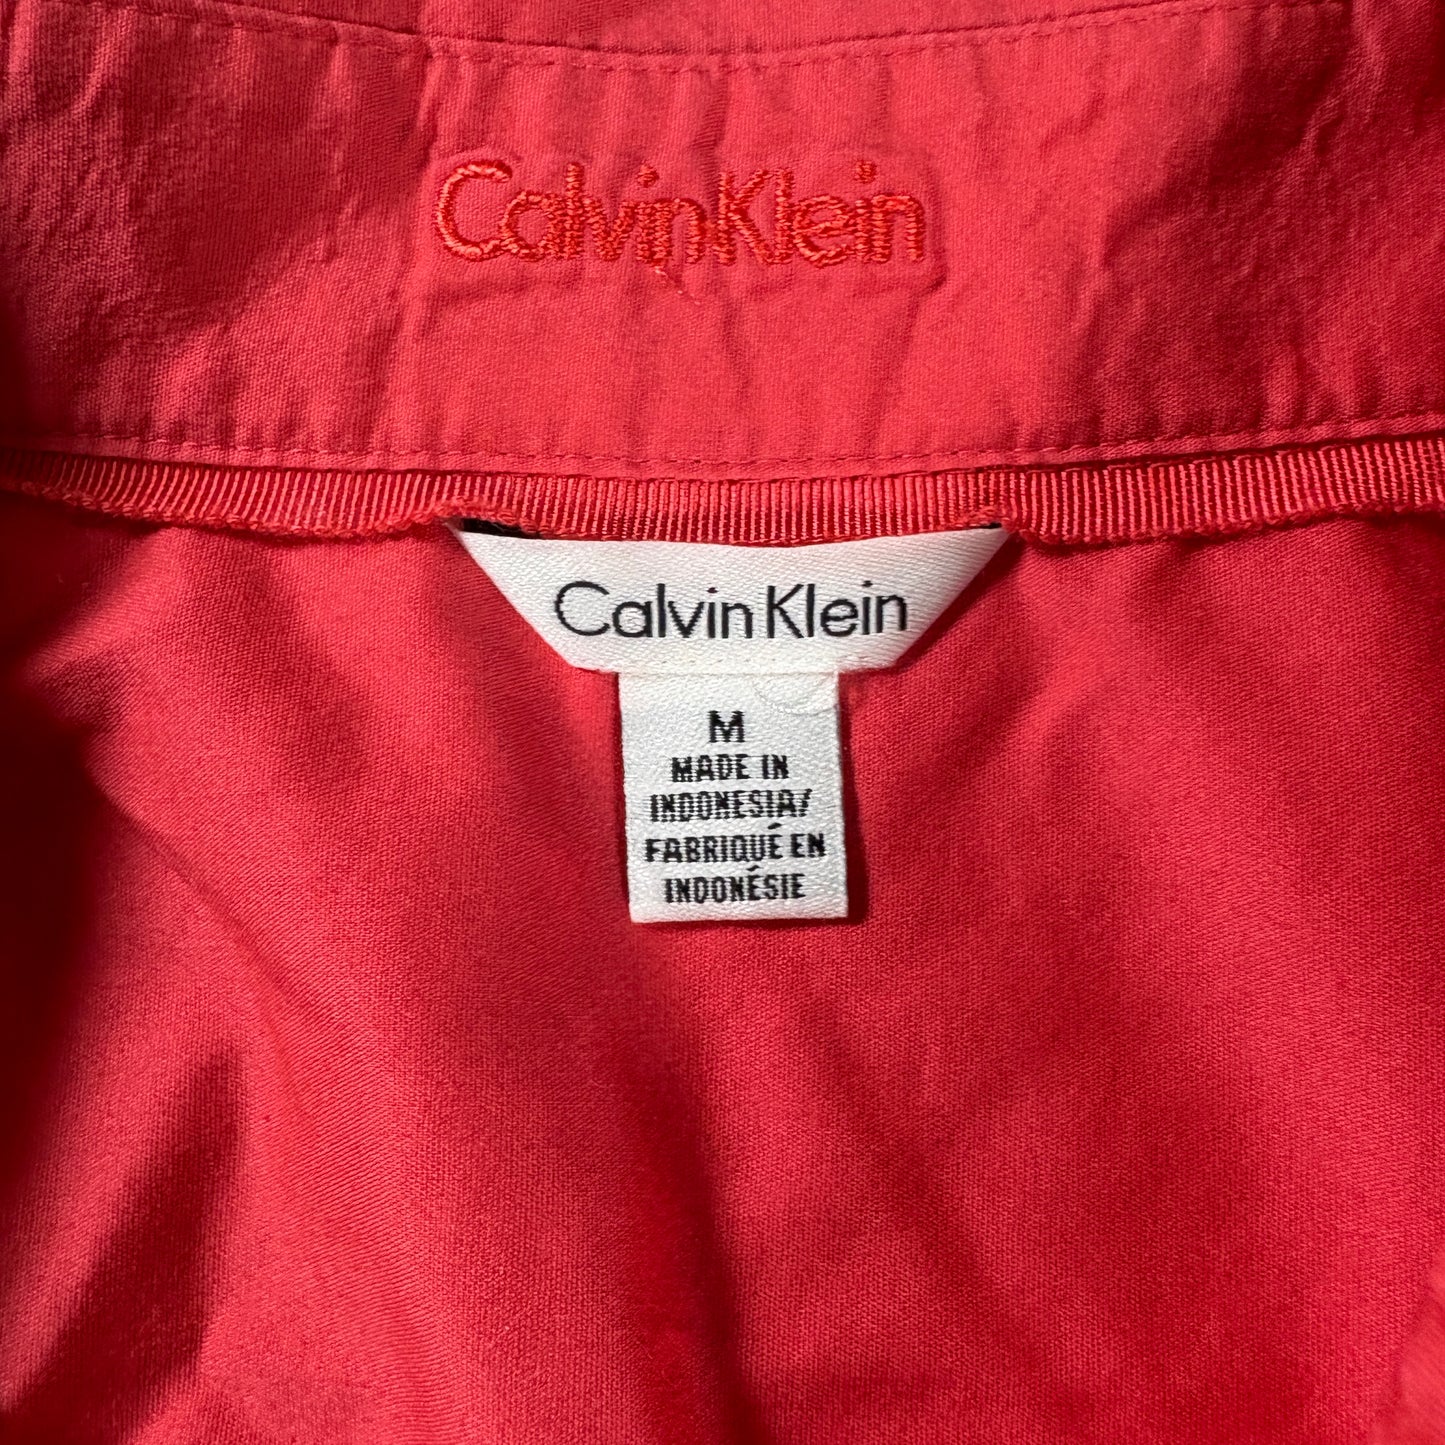 CalvinKlein
Calvin Klein
M
MADE IN
INDONESIA/
FABRIQUÉ EN
INDONÉSIE